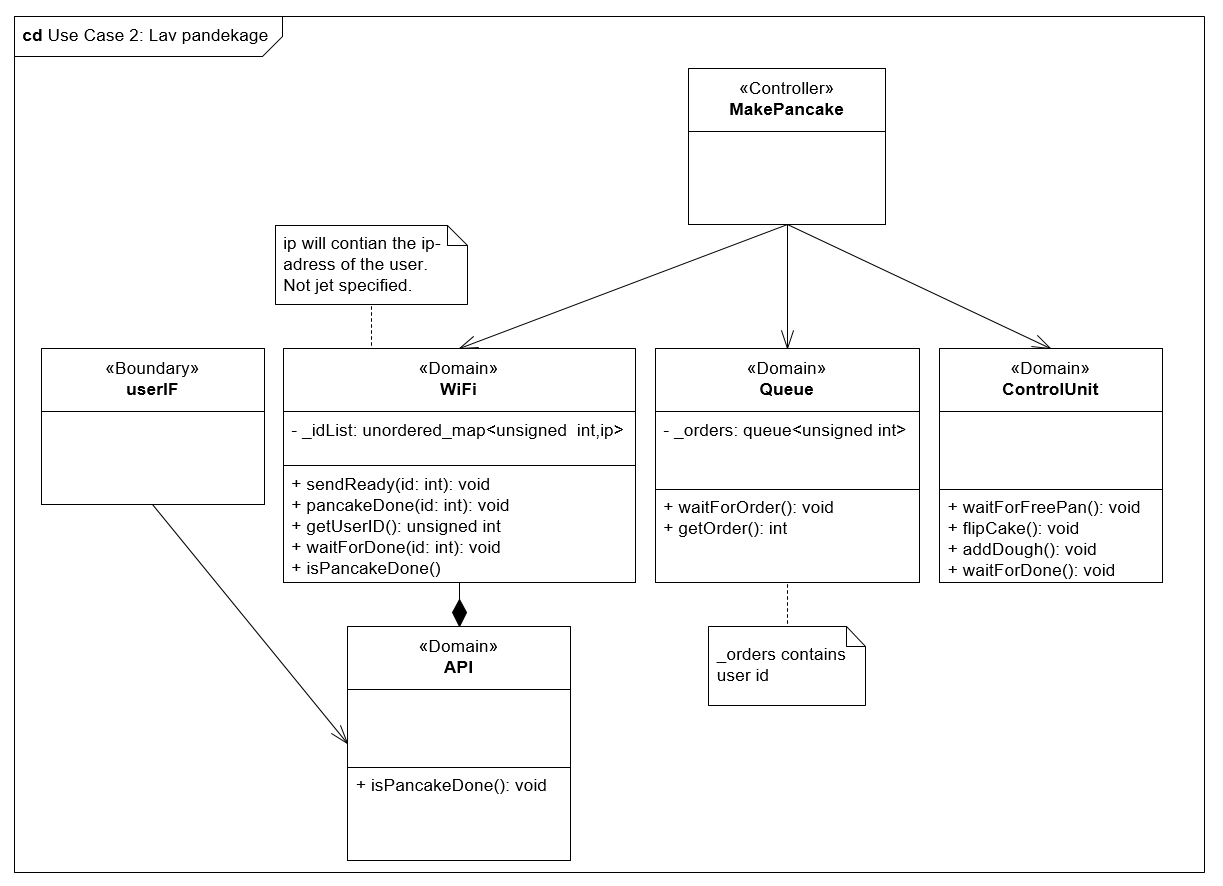 cd Use Case 2: Lav pandekage
«Controller»
MakePancake
ip will contian the ip-
adress of the user.
Not jet specified.
«Boundary»
userIF
«Domain»
WiFi
- _idList: unordered_map<unsigned  int,ip>
+ sendReady(id: int): void
+ pancakeDone(id: int): void
+ getUserID(): unsigned int
+ waitForDone(id: int): void
+ isPancakeDone()
«Domain»
Queue
- _orders: queue<unsigned int>
+ waitForOrder(): void
+ getOrder(): int
«Domain»
ControlUnit
+ waitForFreePan(): void
+ flipCake(): void
+ addDough(): void
+ waitForDone(): void
«Domain»
API
+ isPancakeDone(): void
_orders contains
user id